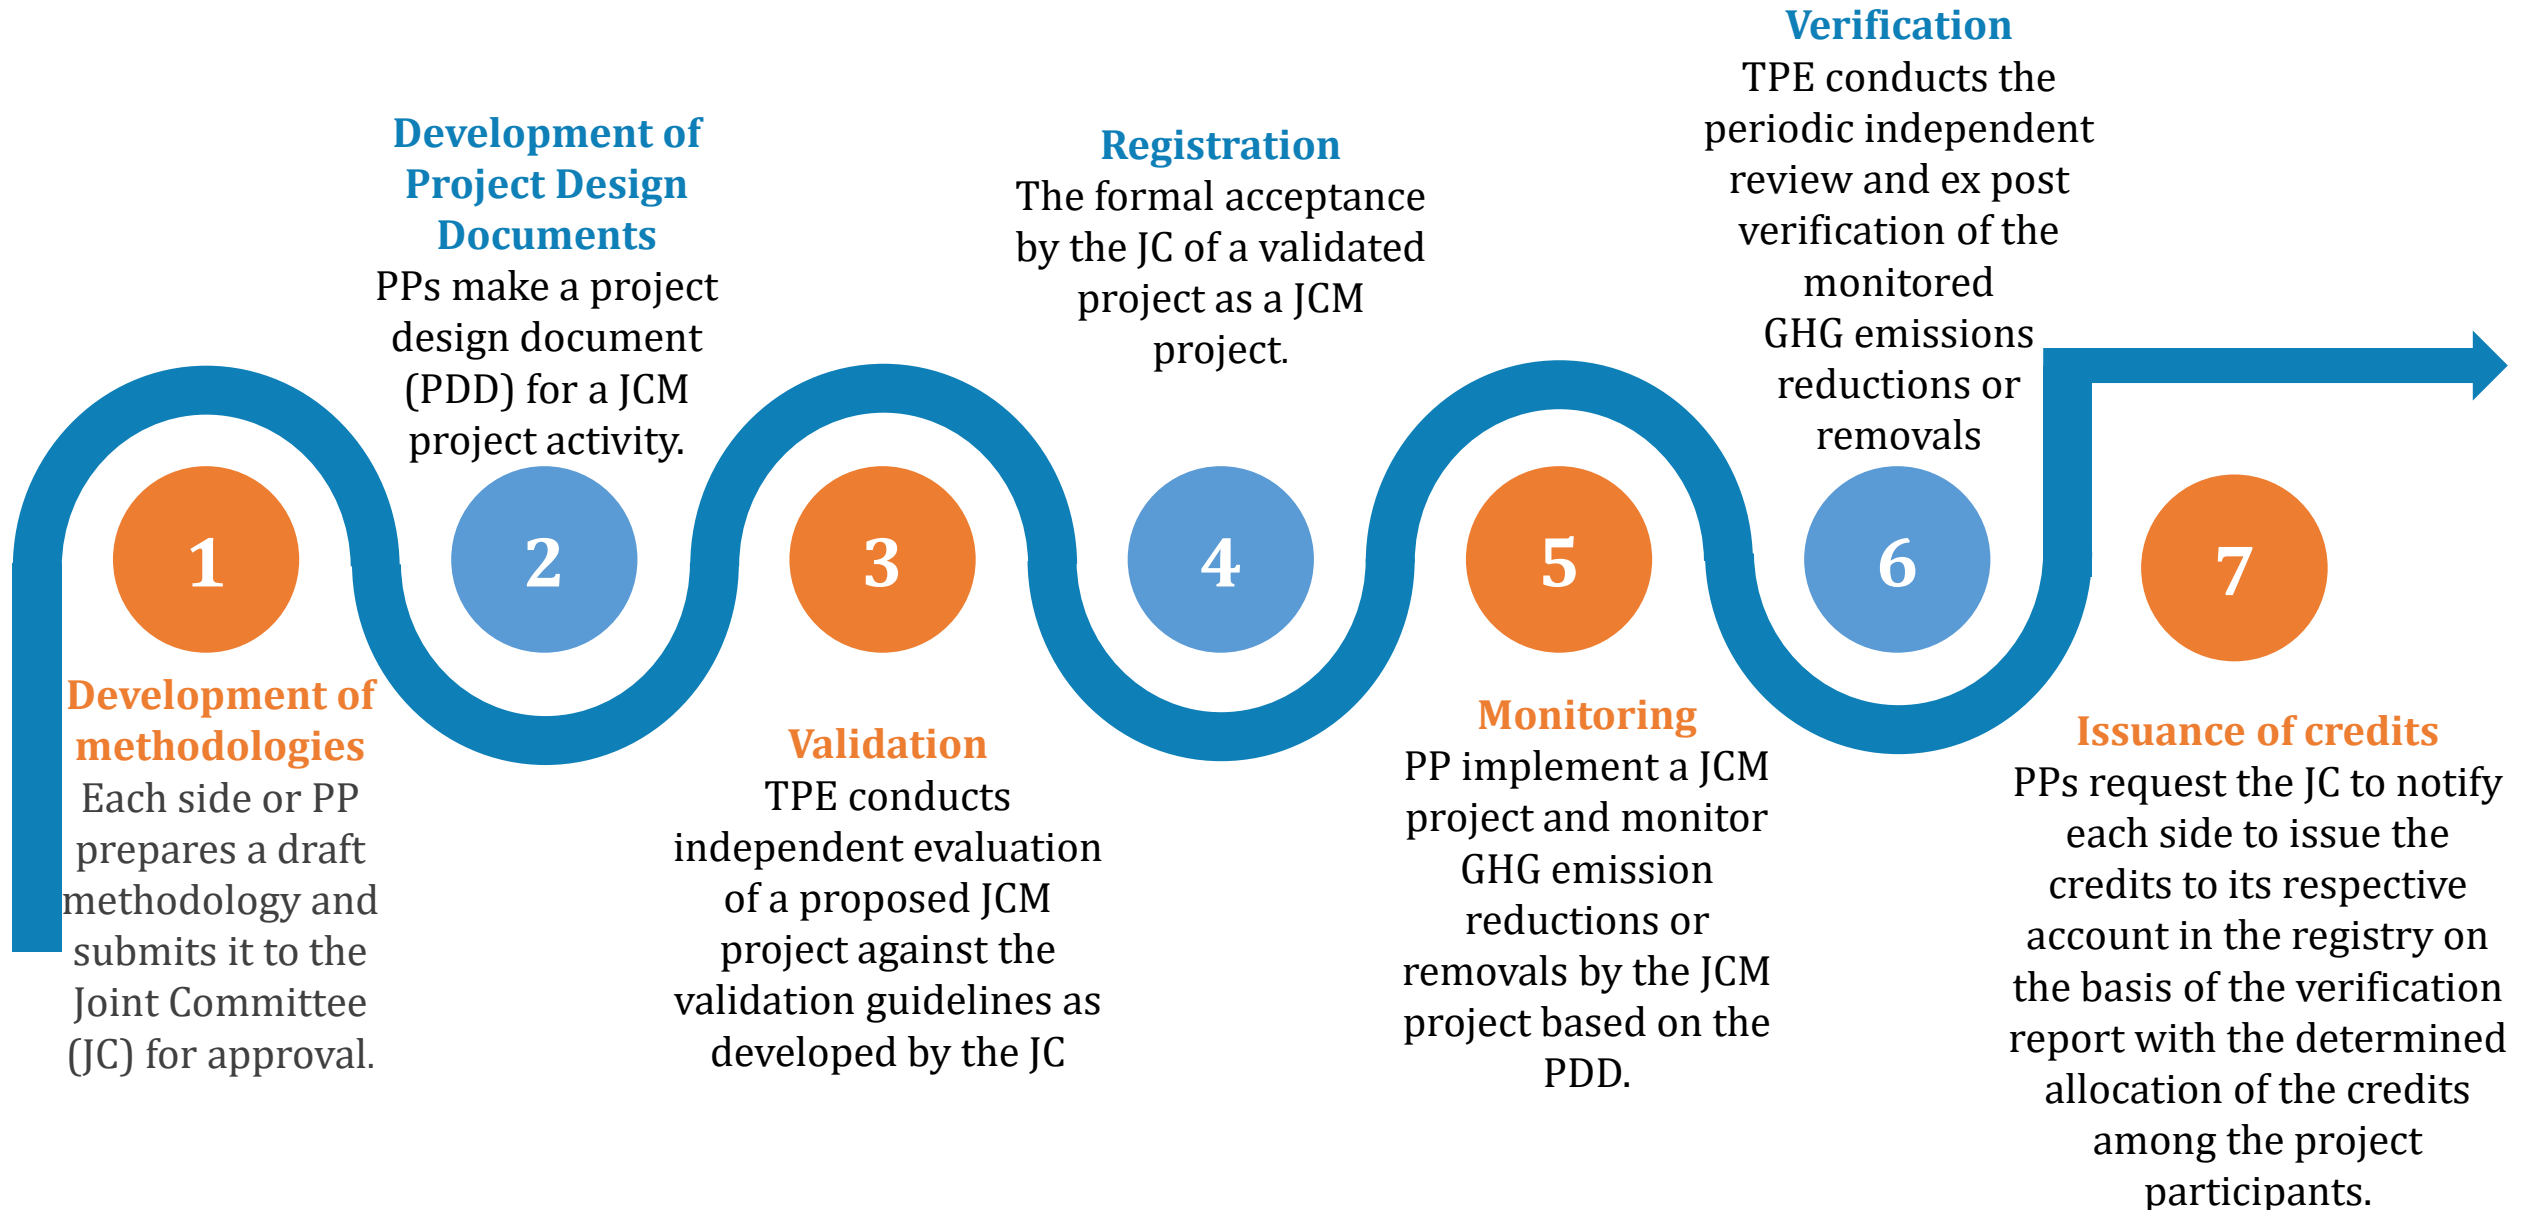 1
Development of
methodologies
Each side or PP
prepares a draft
methodology and
submits it to the
Joint Committee
(JC) for approval.
Development of
Project Design
Documents
PPs make a project
design document
(PDD) for a JCM
project activity.
2
3
Validation
TPE conducts
independent evaluation
of a proposed JCM
project against the
validation guidelines as
developed by the JC
Registration
The formal acceptance
by the JC of a validated
project as a JCM
project.
4
5
Monitoring
PP implement a JCM
project and monitor
GHG emission
reductions or
removals by the JCM
project based on the
PDD.
Verification
TPE conducts the
periodic independent
review and ex post
verification of the
monitored
GHG emissions
reductions or
removals
6
7
Issuance of credits
PPs request the JC to notify
each side to issue the
credits to its respective
account in the registry on
the basis of the verification
report with the determined
allocation of the credits
among the project
participants.